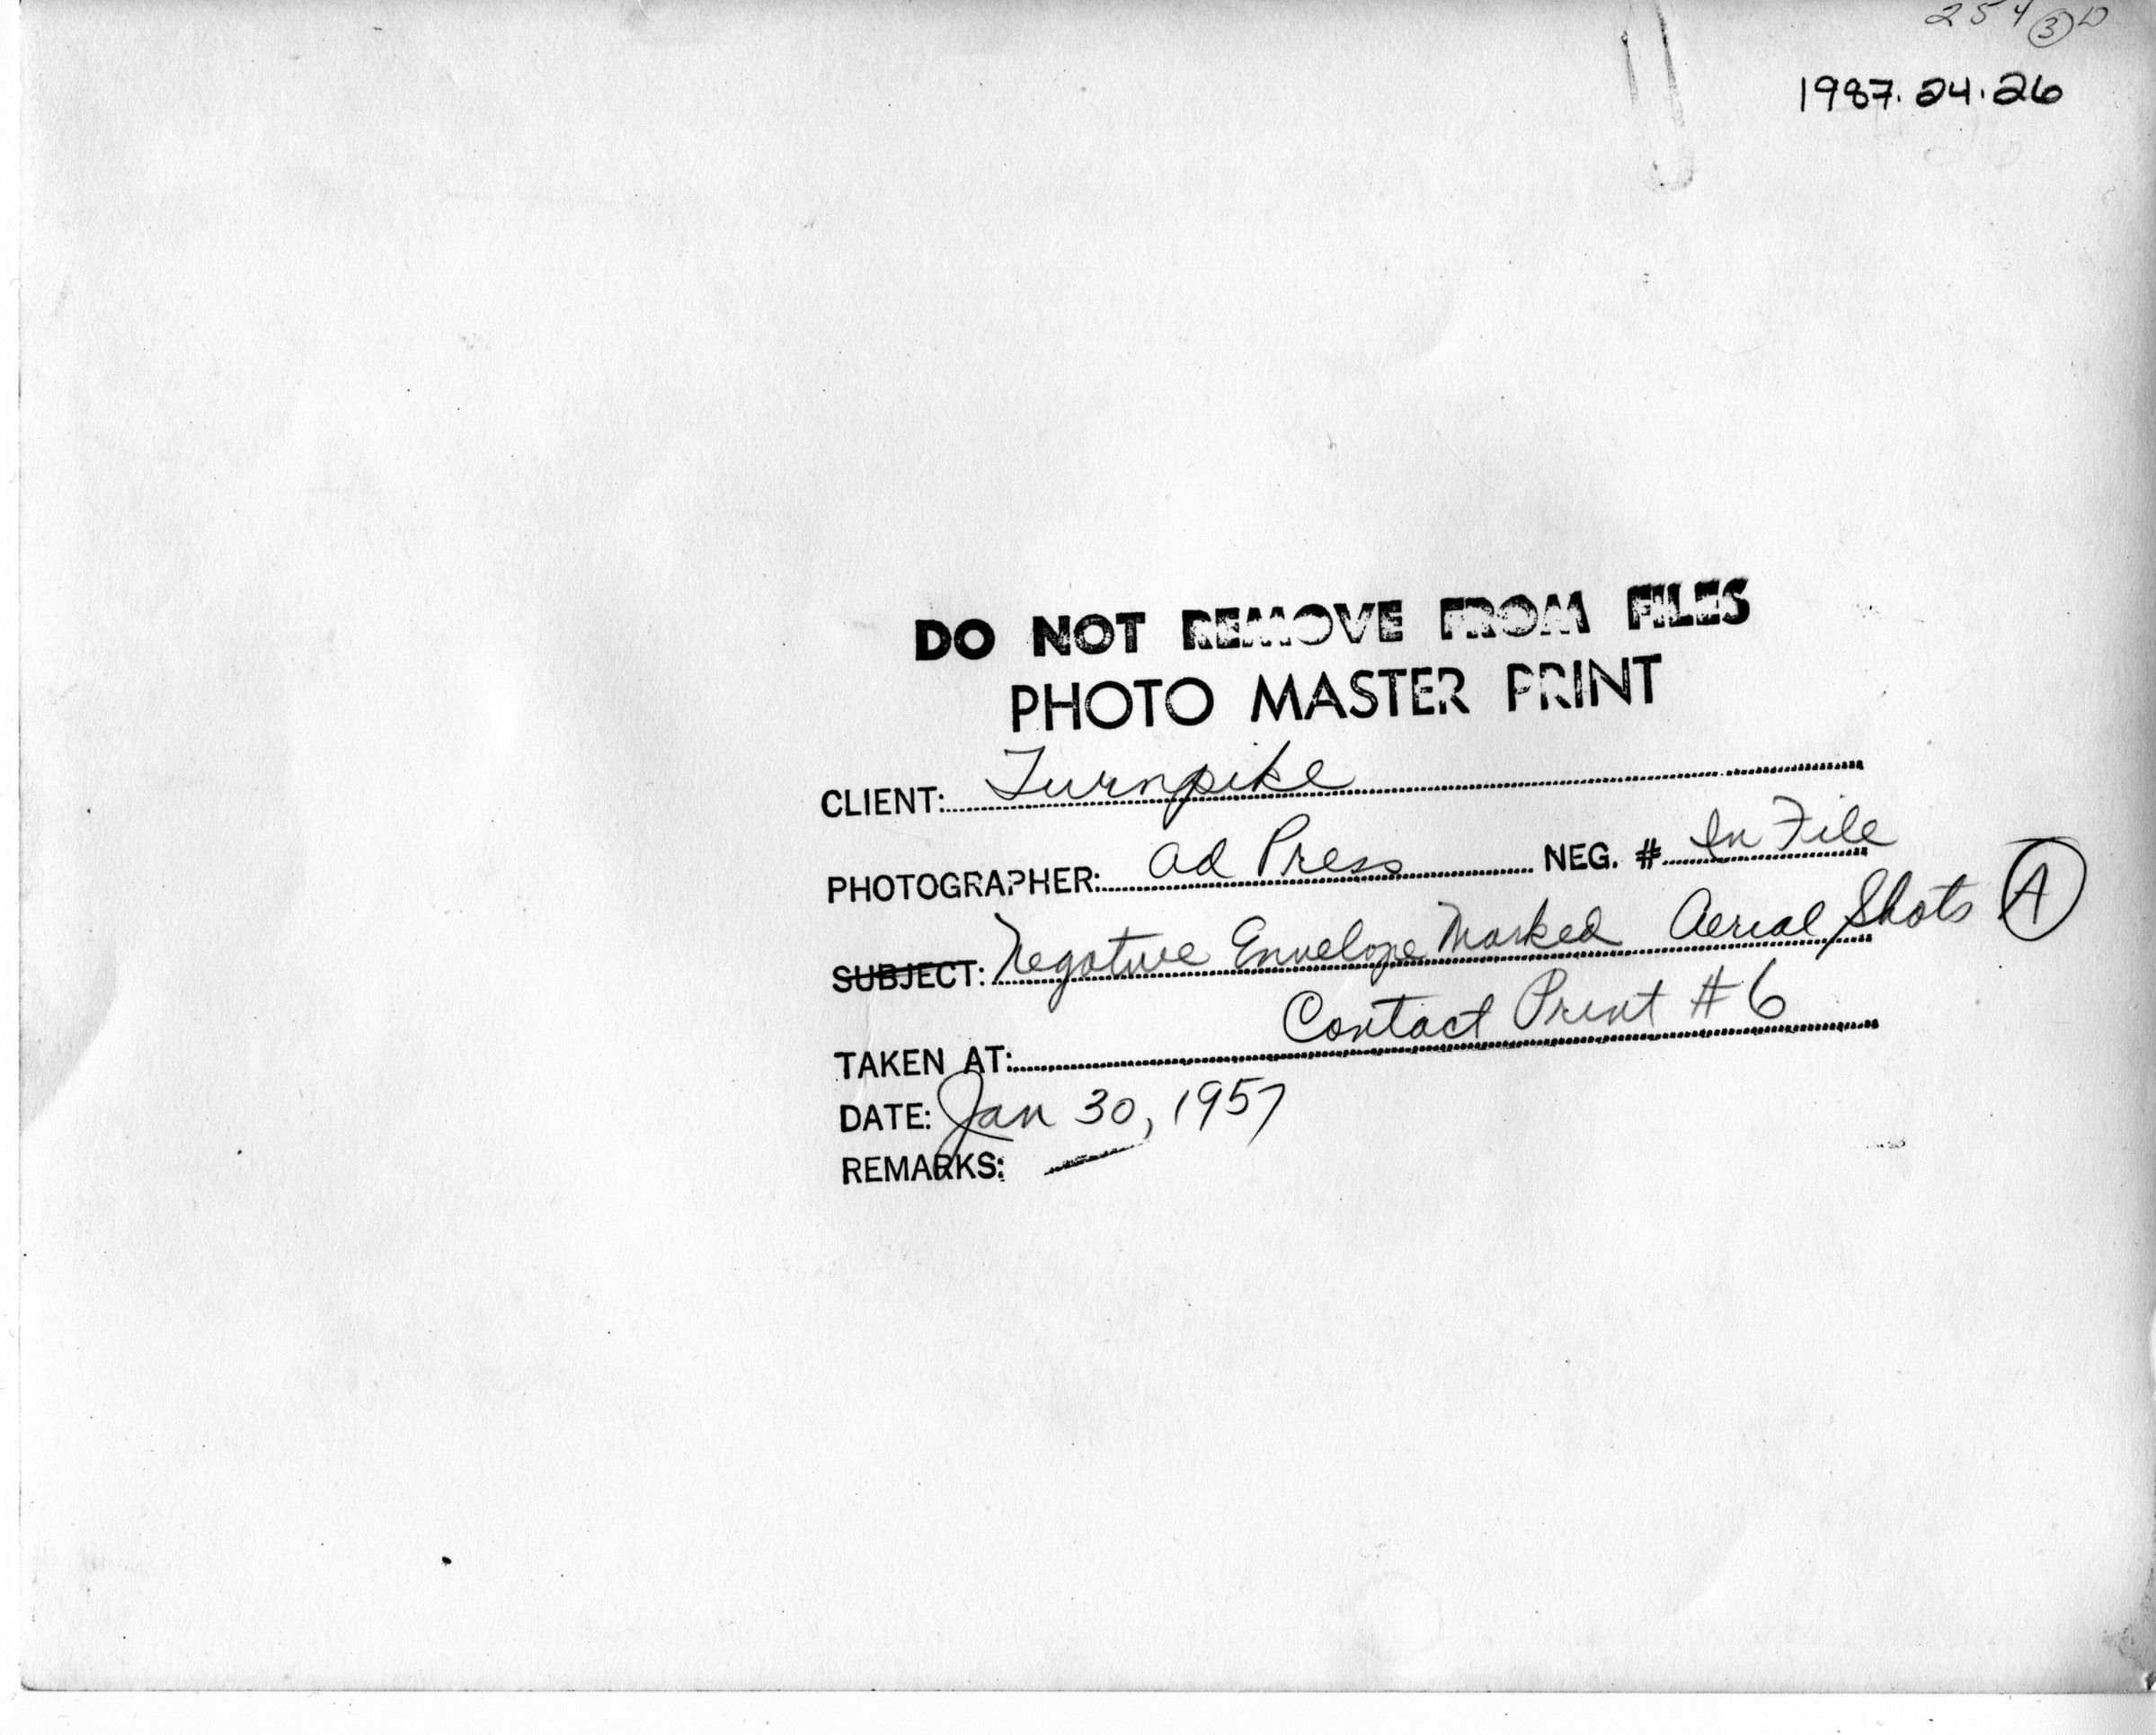 254 ③ D
1987.24.26
DO NOT REMOVE FROM FILES
PHOTO MASTER PRINT
CLIENT: Turnpike
PHOTOGRAPHER: Ad Press NEG. # In File
SUBJECT: Negative Envelope Marked Aerial Shots Ⓐ
Contact Print #6
TAKEN AT:
DATE: Jan 30, 1957
REMARKS: —